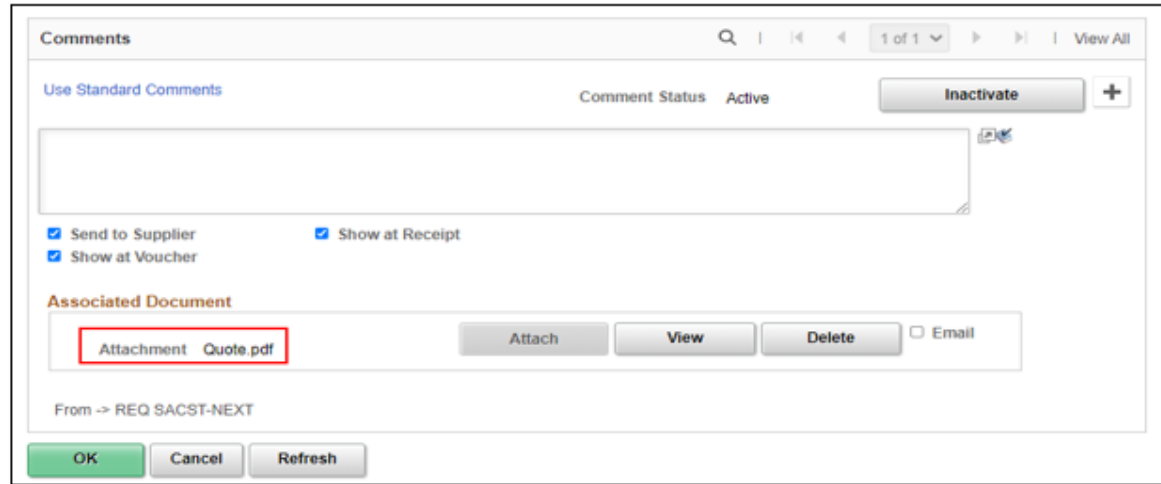 Comments 1 of 1 View All
Use Standard Comments Comment Status Active Inactivate
Send to Supplier Show at Receipt
Show at Voucher
Associated Document
Attachment Quote.pdf Attach View Delete Email
From -> REQ SACST-NEXT
OK Cancel Refresh